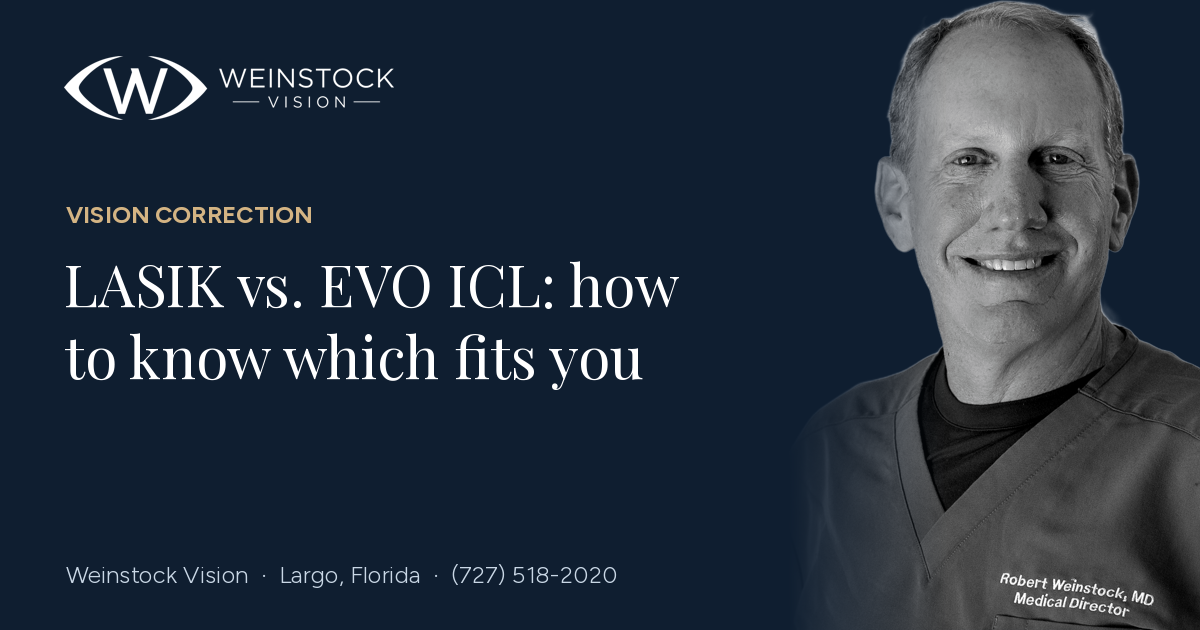 W WEINSTOCK
VISION
VISION CORRECTION
LASIK vs. EVO ICL: how
to know which fits you
Weinstock Vision · Largo, Florida · (727) 518-2020
Robert Weinstock, MD
Medical Director